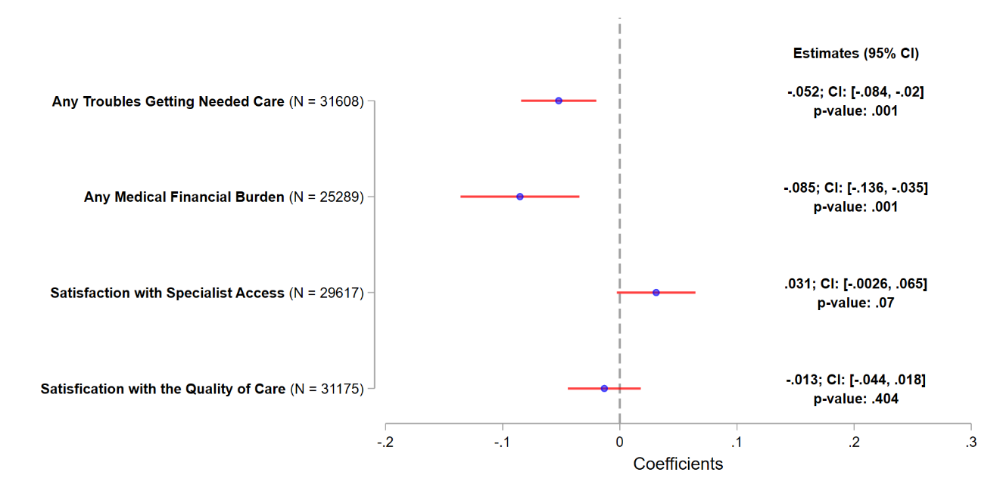 Estimates (95% CI)
Any Troubles Getting Needed Care (N = 31608)
-.052; CI: [-.084, -.02]
p-value: .001
Any Medical Financial Burden (N = 25289)
-.085; CI: [-.136, -.035]
p-value: .001
Satisfaction with Specialist Access (N = 29617)
.031; CI: [-.0026, .065]
p-value: .07
Satisfication with the Quality of Care (N = 31175)
-.013; CI: [-.044, .018]
p-value: .404
-.2 -.1 0 .1 .2 .3
Coefficients